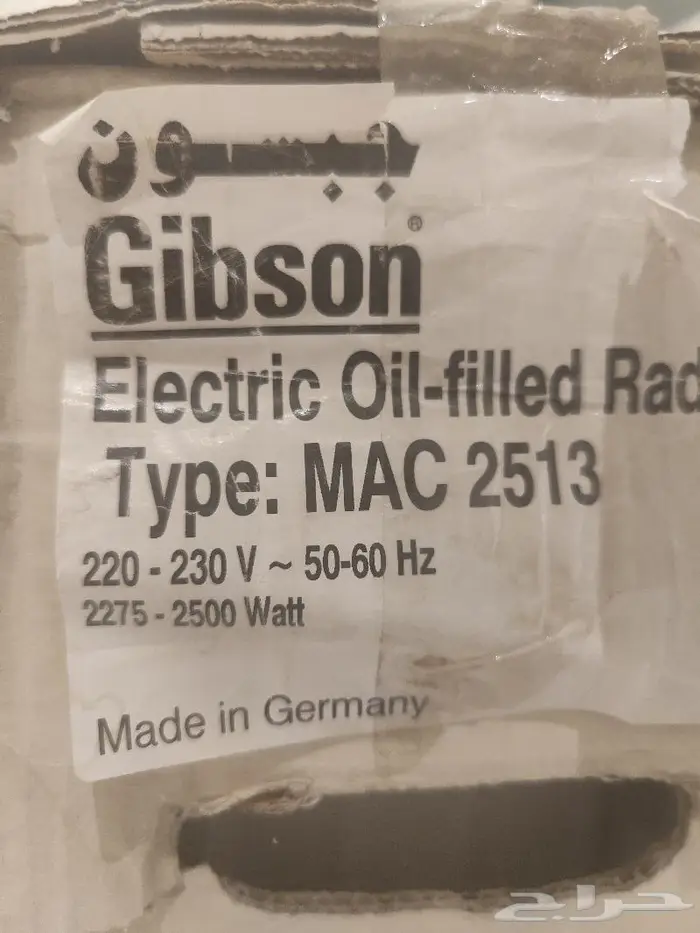 جبسون
Gibson®
Electric Oil-filled Rad
Type: MAC 2513
220 - 230 V ~ 50-60 Hz
2275 - 2500 Watt
Made in Germany
حراج